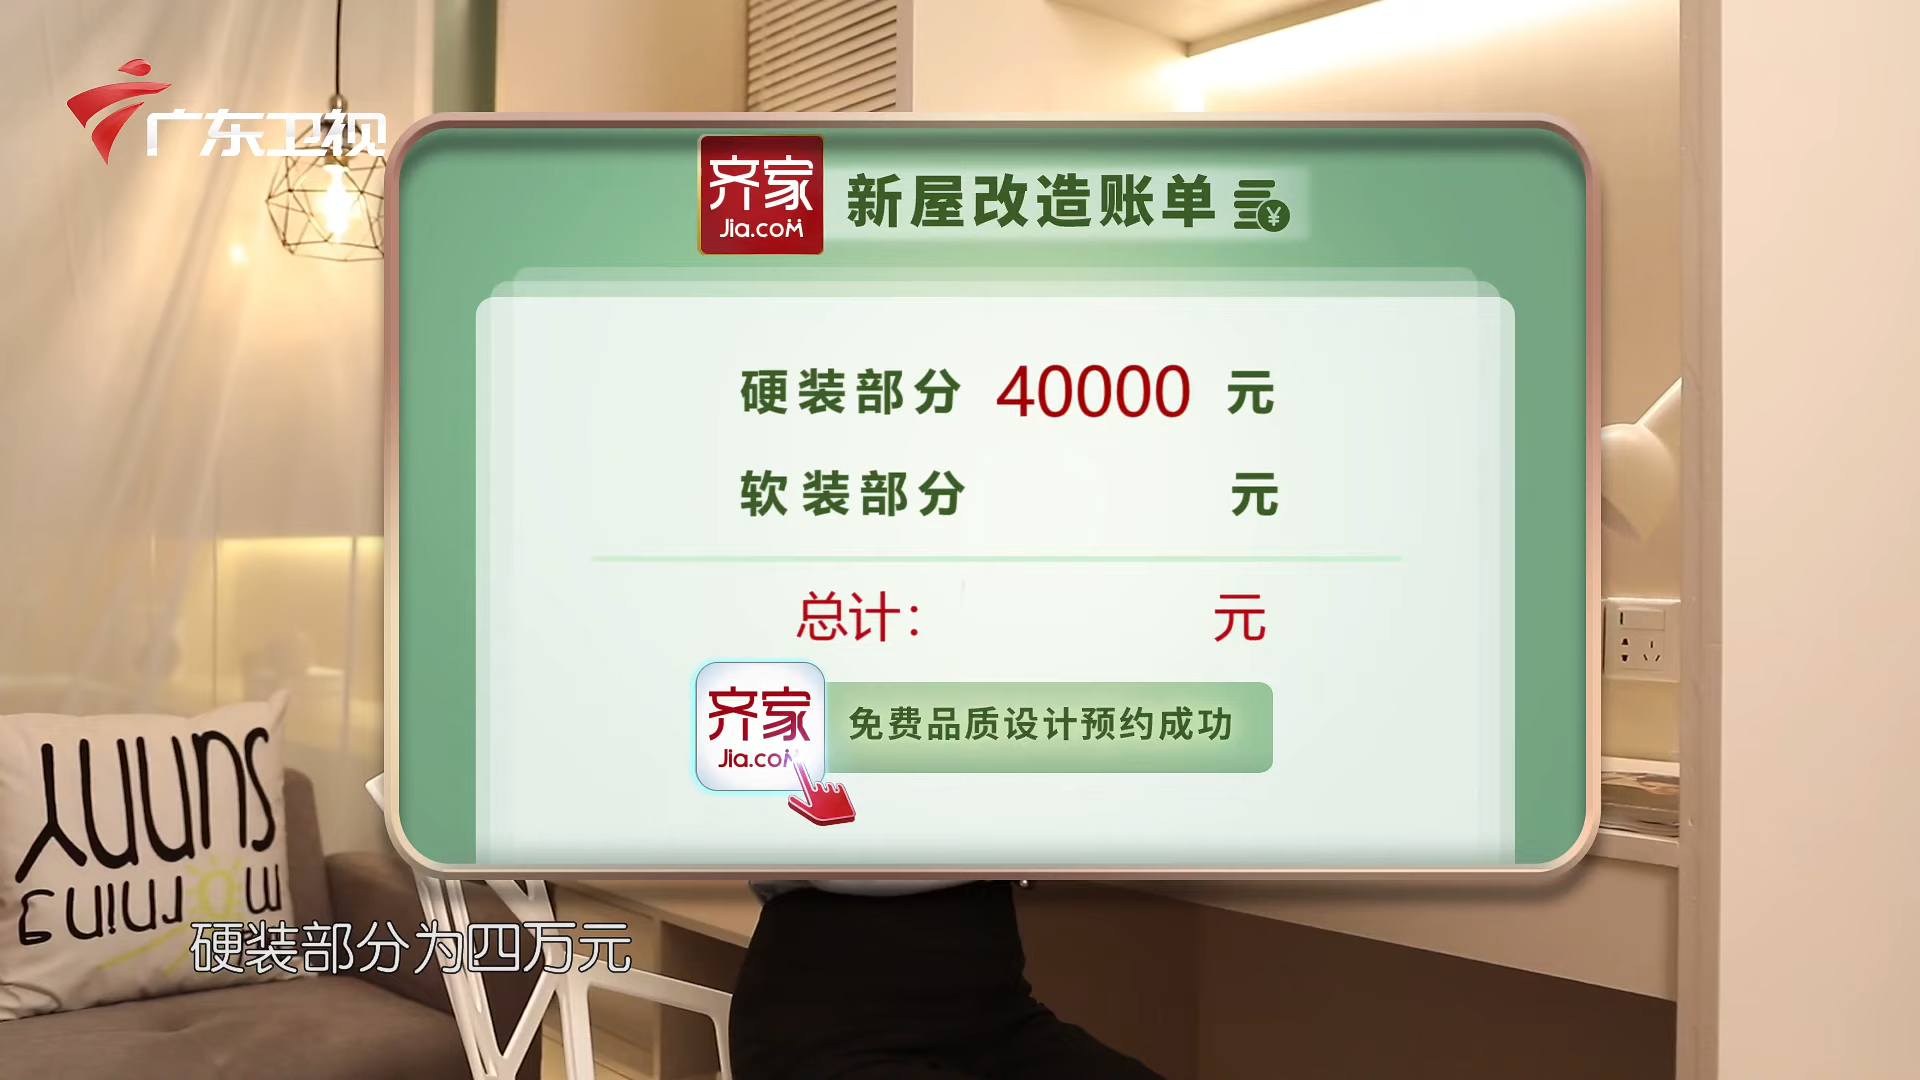 广东卫视
齐家
Jia.com
新屋改造账单
硬装部分 40000 元
软装部分 元
总计： 元
齐家
Jia.com
免费品质设计预约成功
sunny
morning
硬装部分为四万元